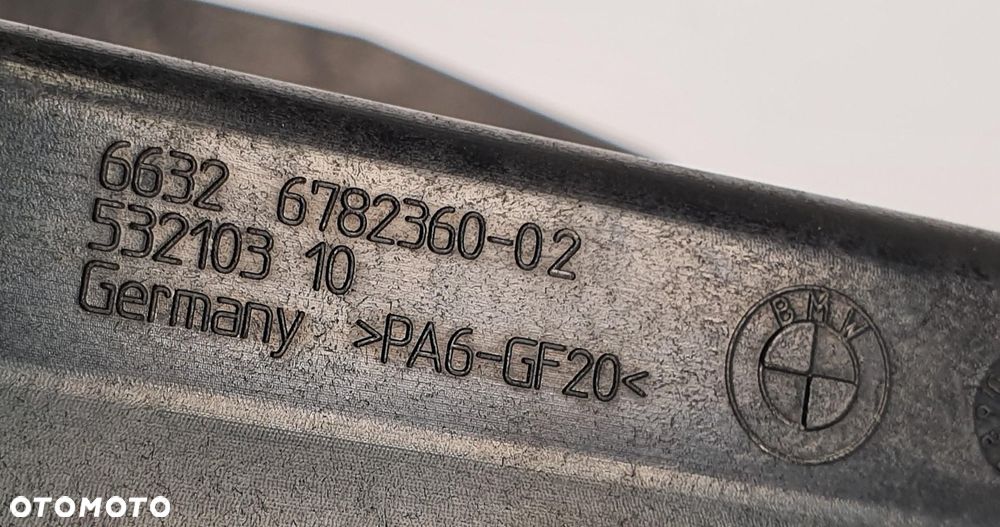 6632 6782360-02
532103 10
Germany >PA6-GF20<
BMW
OTOMOTO